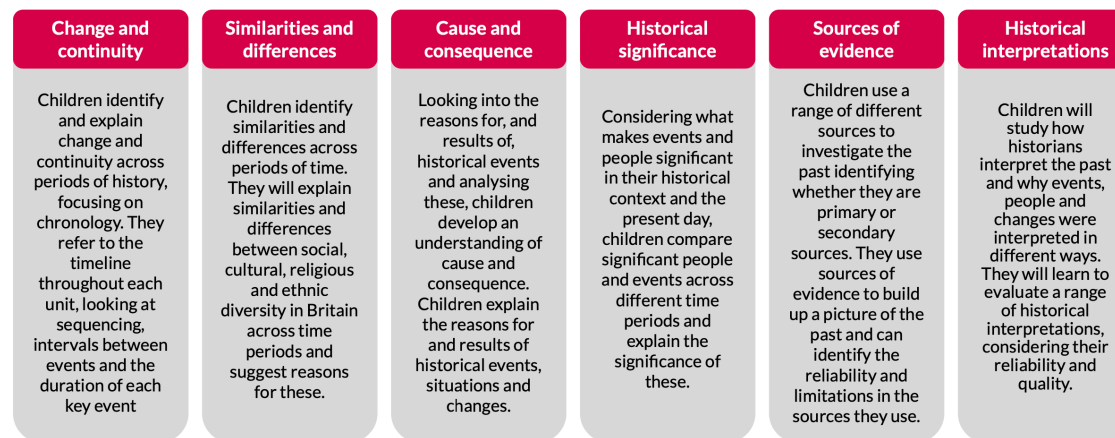 Change and
continuity
Children identify
and explain
change and
continuity across
periods of history,
focusing on
chronology. They
refer to the
timeline
throughout each
unit, looking at
sequencing,
intervals between
events and the
duration of each
key event
Similarities and
differences
Children identify
similarities and
differences across
periods of time.
They will explain
similarities and
differences
between social,
cultural, religious
and ethnic
diversity in Britain
across time
periods and
suggest reasons
for these.
Cause and
consequence
Looking into the
reasons for, and
results of,
historical events
and analysing
these, children
develop an
understanding of
cause and
consequence.
Children explain
the reasons for
and results of
historical events,
situations and
changes.
Historical
significance
Considering what
makes events and
people significant
in their historical
context and the
present day,
children compare
significant people
and events across
different time
periods and
explain the
significance of
these.
Sources of
evidence
Children use a
range of different
sources to
investigate the
past identifying
whether they are
primary or
secondary
sources. They use
sources of
evidence to build
up a picture of the
past and can
identify the
reliability and
limitations in the
sources they use.
Historical
interpretations
Children will
study how
historians
interpret the past
and why events,
people and
changes were
interpreted in
different ways.
They will learn to
evaluate a range
of historical
interpretations,
considering their
reliability and
quality.